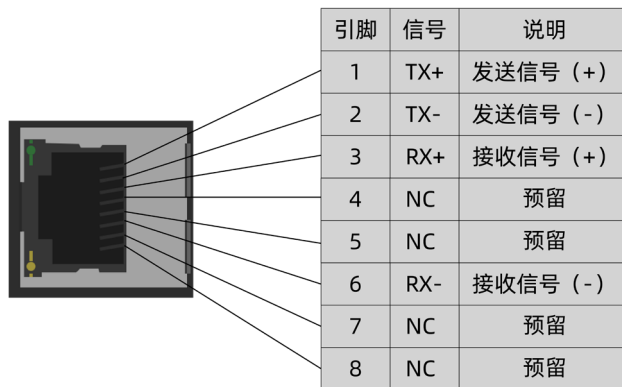 引脚 信号 说明
1 TX+ 发送信号（+）
2 TX- 发送信号（-）
3 RX+ 接收信号（+）
4 NC 预留
5 NC 预留
6 RX- 接收信号（-）
7 NC 预留
8 NC 预留